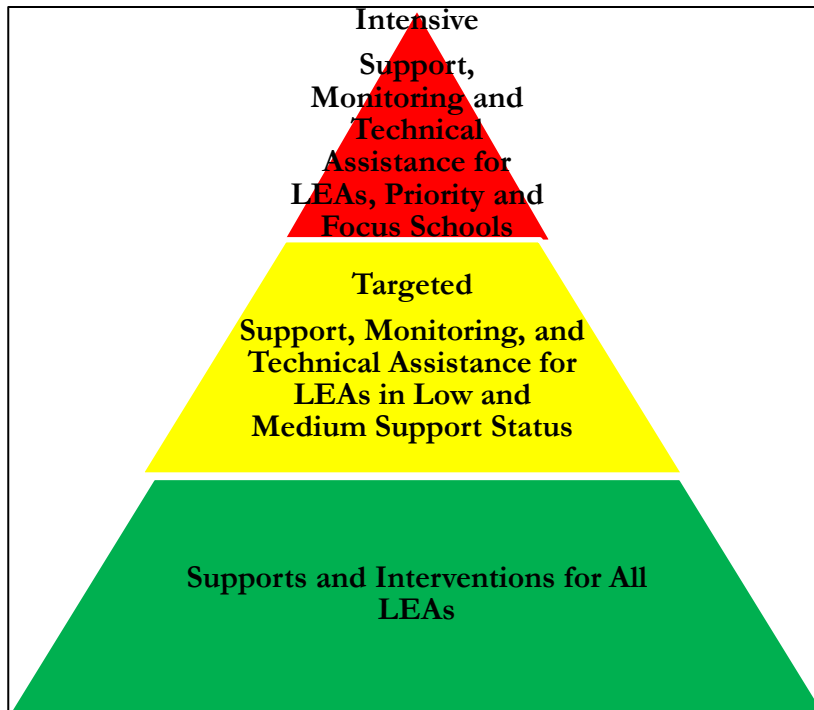 Intensive
Support,
Monitoring and
Technical
Assistance for
LEAs, Priority and
Focus Schools
Targeted
Support, Monitoring, and
Technical Assistance for
LEAs in Low and
Medium Support Status
Supports and Interventions for All
LEAs